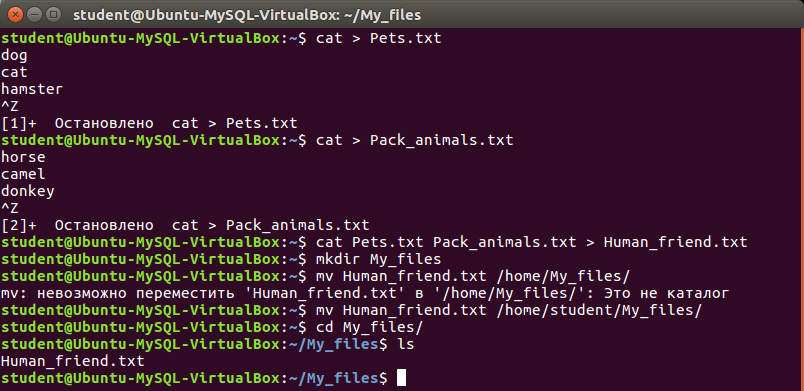 student@Ubuntu-MySQL-VirtualBox: ~/My_files
student@Ubuntu-MySQL-VirtualBox:~$ cat > Pets.txt
dog
cat
hamster
^Z
[1]+  Остановлено  cat > Pets.txt
student@Ubuntu-MySQL-VirtualBox:~$ cat > Pack_animals.txt
horse
camel
donkey
^Z
[2]+  Остановлено  cat > Pack_animals.txt
student@Ubuntu-MySQL-VirtualBox:~$ cat Pets.txt Pack_animals.txt > Human_friend.txt
student@Ubuntu-MySQL-VirtualBox:~$ mkdir My_files
student@Ubuntu-MySQL-VirtualBox:~$ mv Human_friend.txt /home/My_files/
mv: невозможно переместить 'Human_friend.txt' в '/home/My_files/': Это не каталог
student@Ubuntu-MySQL-VirtualBox:~$ mv Human_friend.txt /home/student/My_files/
student@Ubuntu-MySQL-VirtualBox:~$ cd My_files/
student@Ubuntu-MySQL-VirtualBox:~/My_files$ ls
Human_friend.txt
student@Ubuntu-MySQL-VirtualBox:~/My_files$